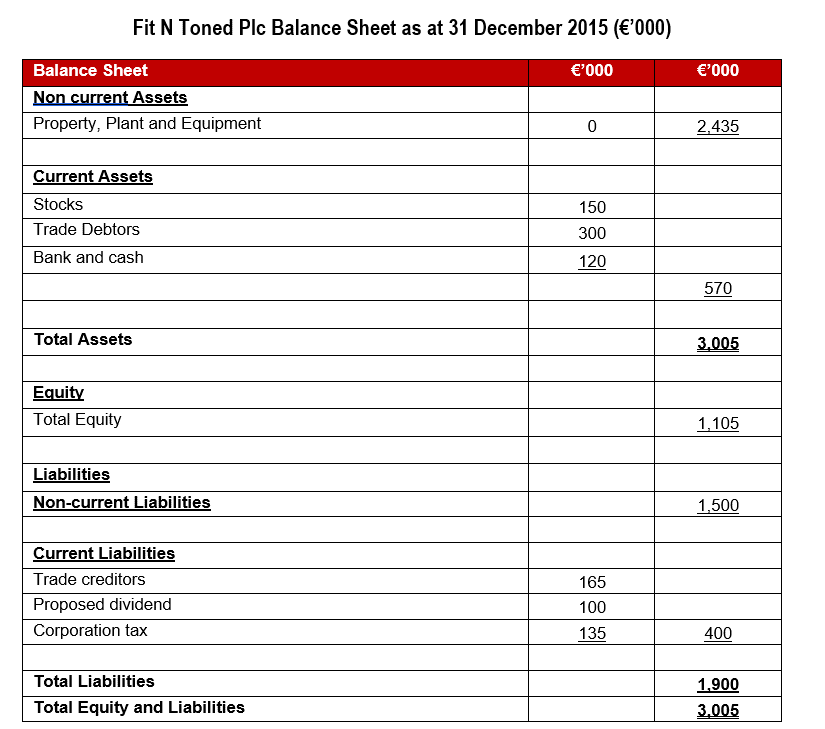 Fit N Toned Plc Balance Sheet as at 31 December 2015 (€’000)
Balance Sheet €’000 €’000
Non current Assets
Property, Plant and Equipment 0 2,435
Current Assets
Stocks 150
Trade Debtors 300
Bank and cash 120
570
Total Assets 3,005
Equity
Total Equity 1,105
Liabilities
Non-current Liabilities 1,500
Current Liabilities
Trade creditors 165
Proposed dividend 100
Corporation tax 135 400
Total Liabilities 1,900
Total Equity and Liabilities 3,005